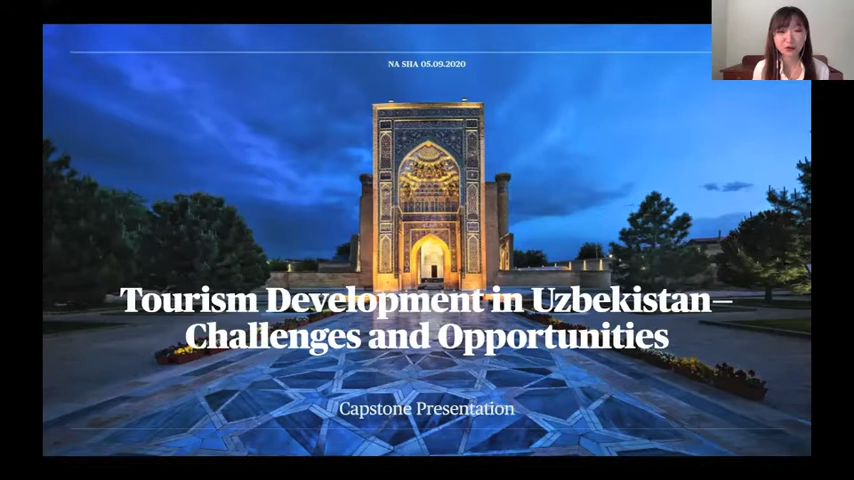 NA SHA 05.09.2020
Tourism Development in Uzbekistan–
Challenges and Opportunities
Capstone Presentation